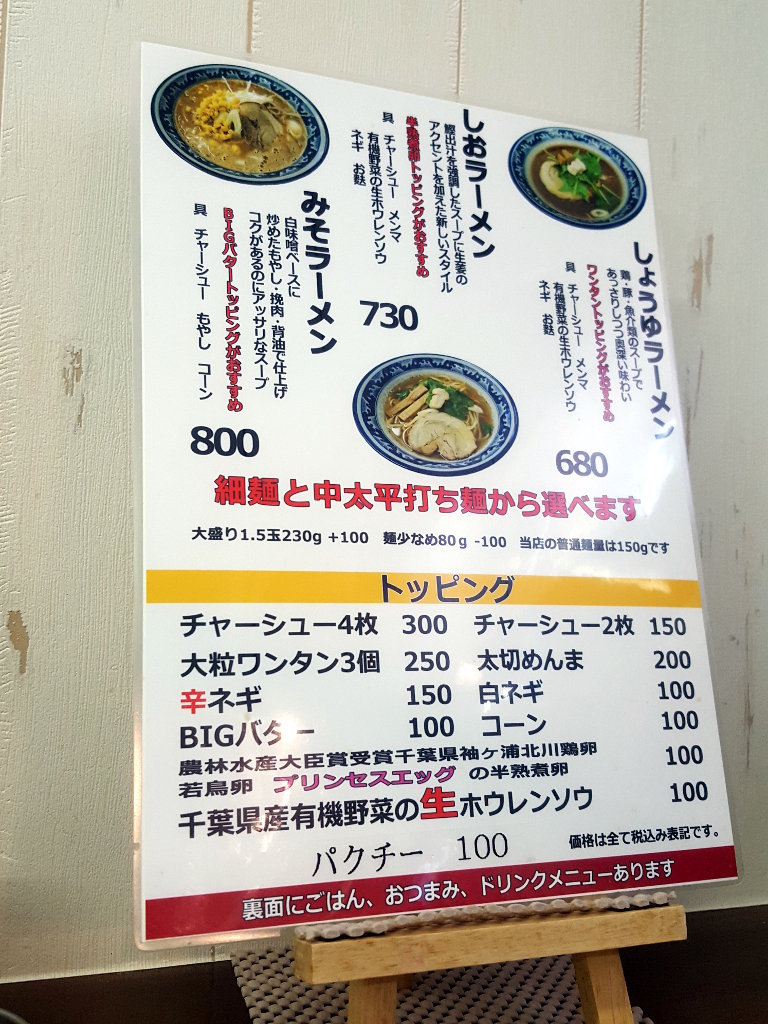 しょうゆラーメン
鶏・豚・魚介類のスープで
あっさりしつつ奥深い味わい
ワンタントッピングがおすすめ
具 チャーシュー メンマ
有機野菜の生ホウレンソウ
ネギ お麩
680
しおラーメン
鰹出汁を強調したスープに生姜の
アクセントを加えた新しいスタイル
半熟煮卵トッピングがおすすめ
具 チャーシュー メンマ
有機野菜の生ホウレンソウ
ネギ お麩
730
みそラーメン
白味噌ベースに
炒めたもやし・挽肉・背油で仕上げ
コクがあるのにアッサリなスープ
BIGバタートッピングがおすすめ
具 チャーシュー もやし コーン
800
細麺と中太平打ち麺から選べます
大盛り1.5玉230g +100 麺少なめ80g -100 当店の普通麺量は150gです
トッピング
チャーシュー4枚 300 チャーシュー2枚 150
大粒ワンタン3個 250 太切めんま 200
辛ネギ 150 白ネギ 100
BIGバター 100 コーン 100
農林水産大臣賞受賞千葉県袖ヶ浦北川鶏卵
若鳥卵 プリンセスエッグ の半熟煮卵 100
千葉県産有機野菜の生ホウレンソウ 100
パクチー 100
価格は全て税込み表記です。
裏面にごはん、おつまみ、ドリンクメニューあります